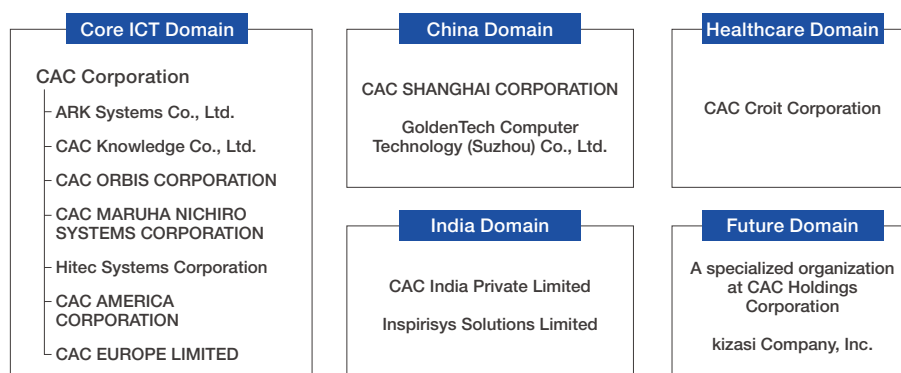 Core ICT Domain
CAC Corporation
ARK Systems Co., Ltd.
CAC Knowledge Co., Ltd.
CAC ORBIS CORPORATION
CAC MARUHA NICHIRO
SYSTEMS CORPORATION
Hitec Systems Corporation
CAC AMERICA
CORPORATION
CAC EUROPE LIMITED
China Domain
CAC SHANGHAI CORPORATION
GoldenTech Computer
Technology (Suzhou) Co., Ltd.
Healthcare Domain
CAC Croit Corporation
India Domain
CAC India Private Limited
Inspirisys Solutions Limited
Future Domain
A specialized organization
at CAC Holdings
Corporation
kizasi Company, Inc.